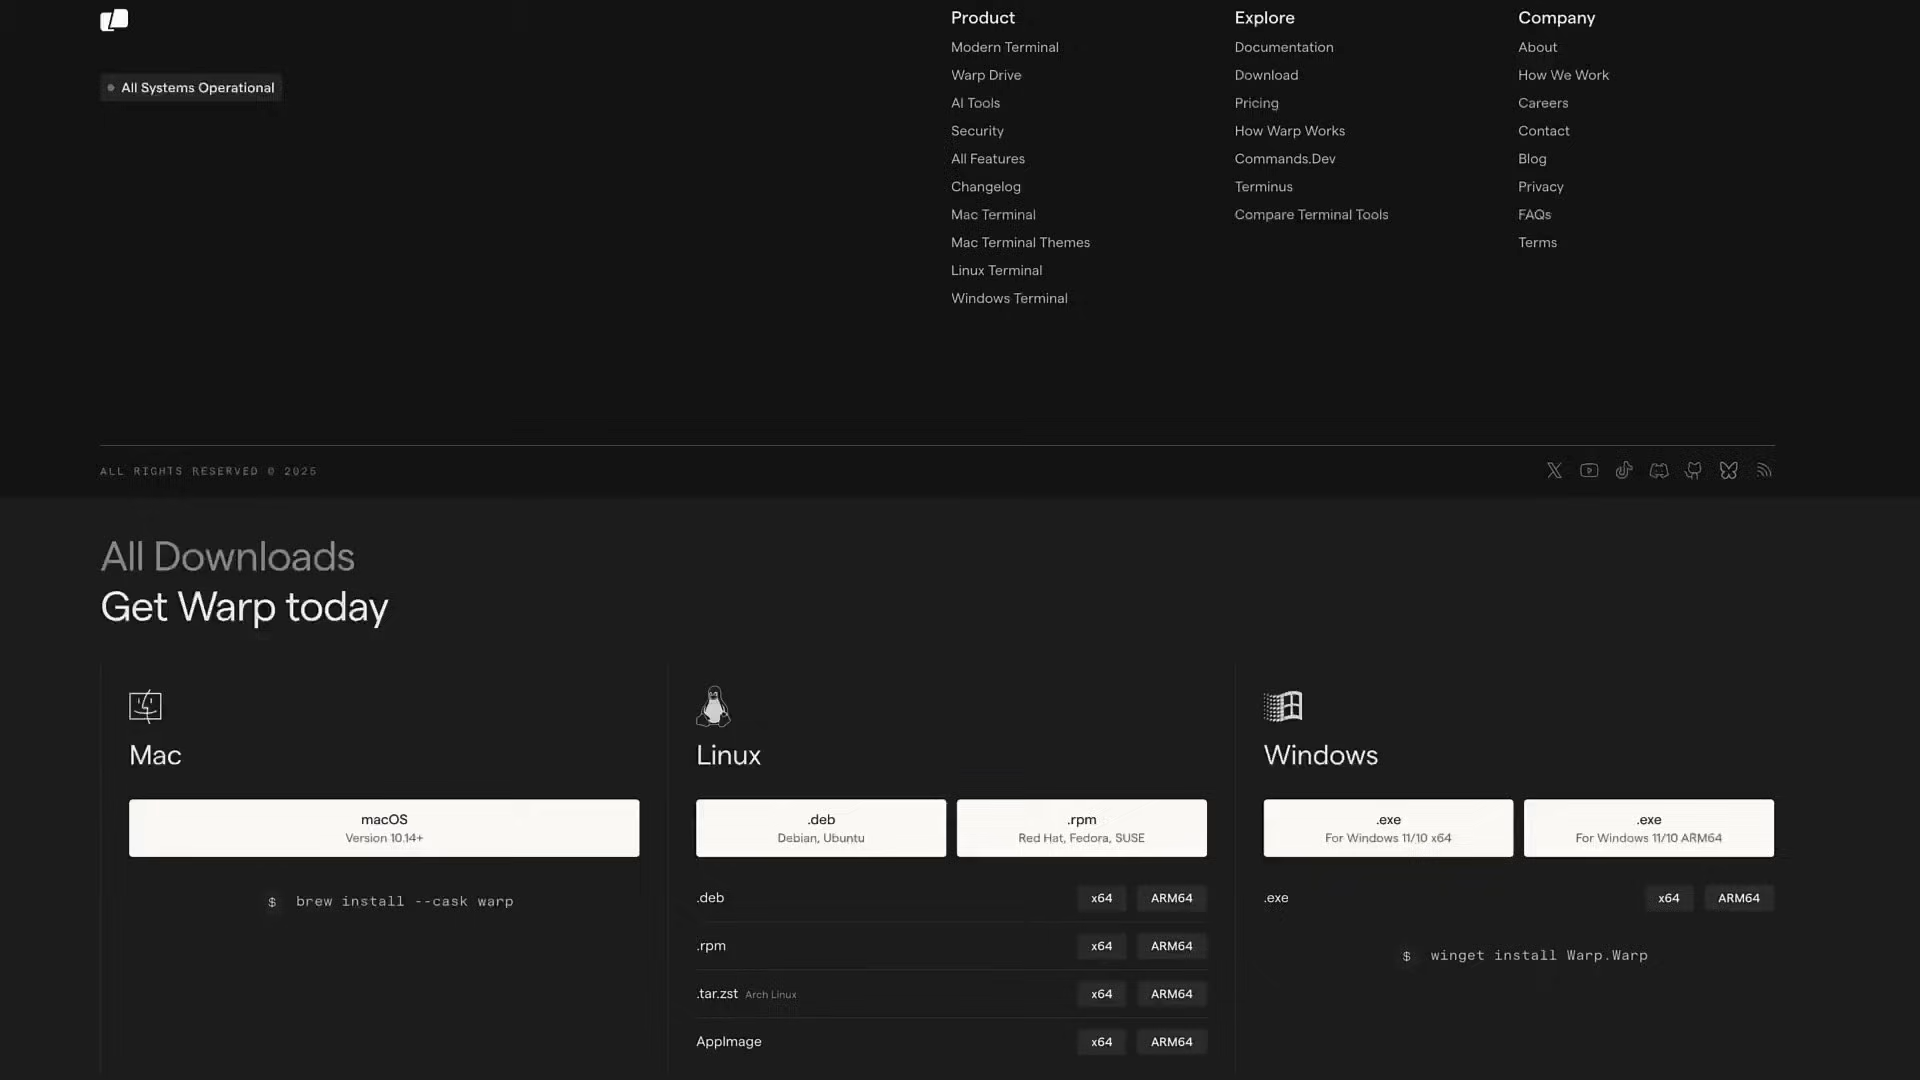 All Systems Operational
Product
Modern Terminal
Warp Drive
AI Tools
Security
All Features
Changelog
Mac Terminal
Mac Terminal Themes
Linux Terminal
Windows Terminal
Explore
Documentation
Download
Pricing
How Warp Works
Commands.Dev
Terminus
Compare Terminal Tools
Company
About
How We Work
Careers
Contact
Blog
Privacy
FAQs
Terms
ALL RIGHTS RESERVED © 2025
All Downloads
Get Warp today
Mac
macOS
Version 10.14+
$ brew install --cask warp
Linux
.deb
Debian, Ubuntu
.rpm
Red Hat, Fedora, SUSE
.deb x64 ARM64
.rpm x64 ARM64
.tar.zst Arch Linux x64 ARM64
AppImage x64 ARM64
Windows
.exe
For Windows 11/10 x64
.exe
For Windows 11/10 ARM64
.exe x64 ARM64
$ winget install Warp.Warp